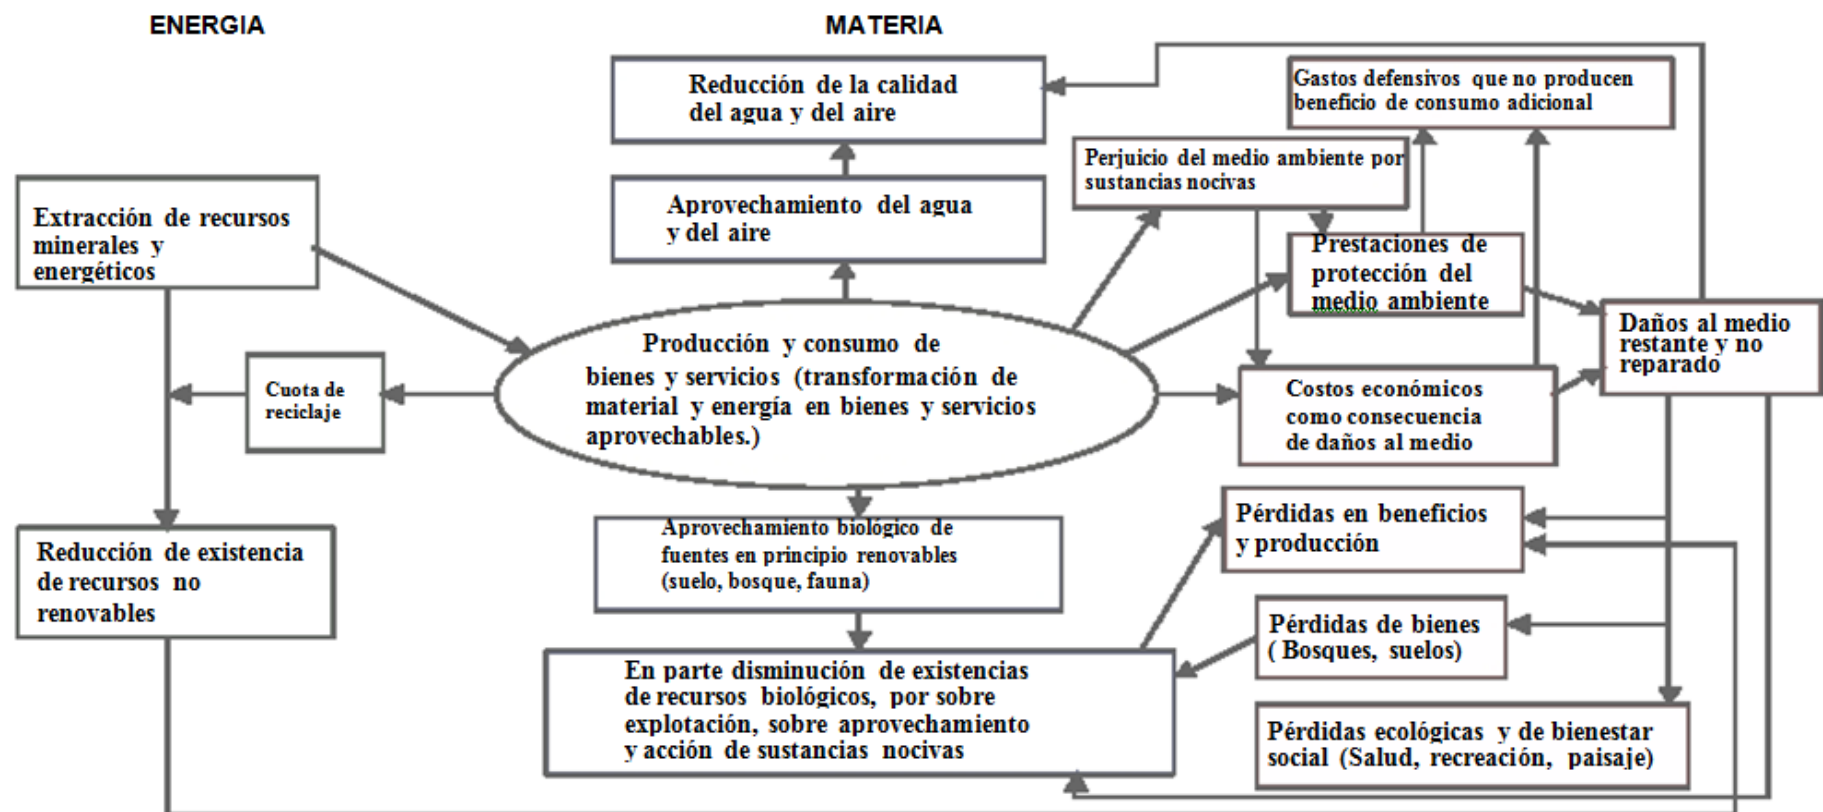 ENERGIA
MATERIA
Reducción de la calidad
del agua y del aire
Gastos defensivos que no producen
beneficio de consumo adicional
Perjuicio del medio ambiente por
sustancias nocivas
Extracción de recursos
minerales y
energéticos
Aprovechamiento del agua
y del aire
Prestaciones de
protección del
medio ambiente
Daños al medio
restante y no
reparado
Producción y consumo de
bienes y servicios (transformación de
material y energía en bienes y servicios
aprovechables.)
Cuota de
reciclaje
Costos económicos
como consecuencia
de daños al medio
Reducción de existencia
de recursos no
renovables
Aprovechamiento biológico de
fuentes en principio renovables
(suelo, bosque, fauna)
Pérdidas en beneficios
y producción
Pérdidas de bienes
( Bosques, suelos)
En parte disminución de existencias
de recursos biológicos, por sobre
explotación, sobre aprovechamiento
y acción de sustancias nocivas
Pérdidas ecológicas y de bienestar
social (Salud, recreación, paisaje)